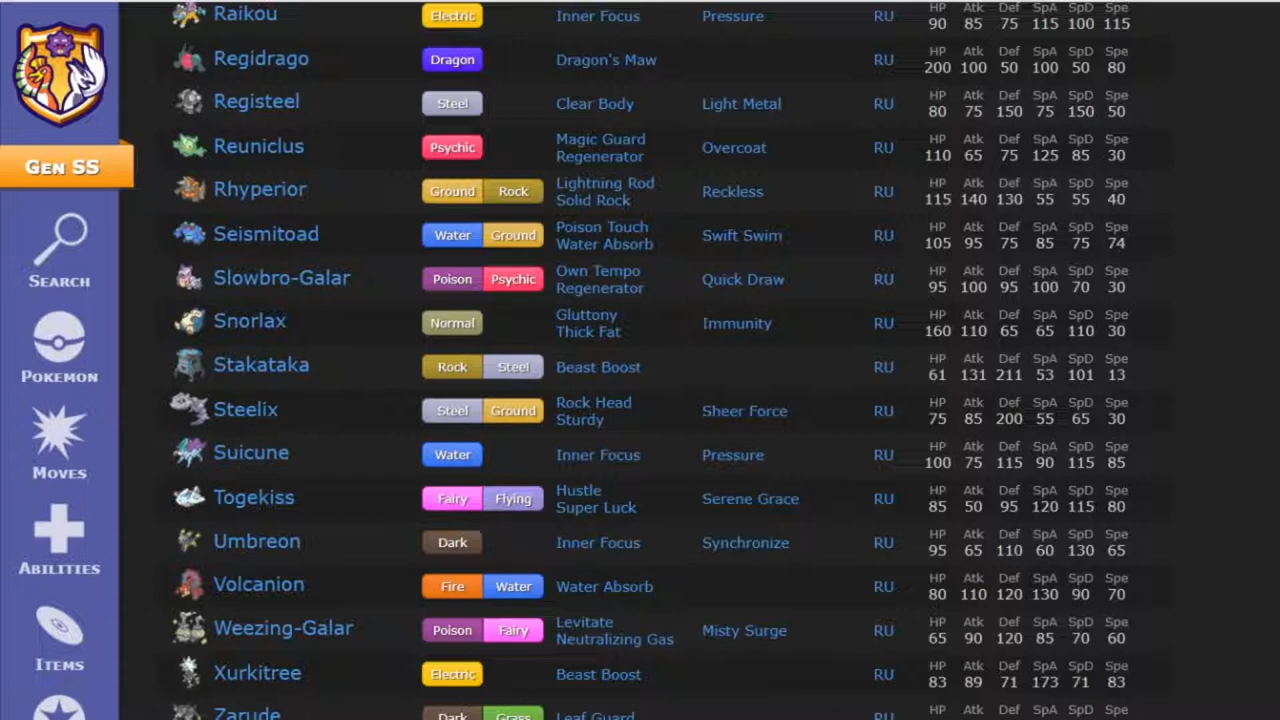 Raikou Electric Inner Focus Pressure RU HP 90 Atk 85 Def 75 SpA 115 SpD 100 Spe 115
Regidrago Dragon Dragon's Maw RU HP 200 Atk 100 Def 50 SpA 100 SpD 50 Spe 80
Registeel Steel Clear Body Light Metal RU HP 80 Atk 75 Def 150 SpA 75 SpD 150 Spe 50
Reuniclus Psychic Magic Guard Regenerator Overcoat RU HP 110 Atk 65 Def 75 SpA 125 SpD 85 Spe 30
GEN SS
Rhyperior Ground Rock Lightning Rod Solid Rock Reckless RU HP 115 Atk 140 Def 130 SpA 55 SpD 55 Spe 40
Seismitoad Water Ground Poison Touch Water Absorb Swift Swim RU HP 105 Atk 95 Def 75 SpA 85 SpD 75 Spe 74
SEARCH
Slowbro-Galar Poison Psychic Own Tempo Regenerator Quick Draw RU HP 95 Atk 100 Def 95 SpA 100 SpD 70 Spe 30
Snorlax Normal Gluttony Thick Fat Immunity RU HP 160 Atk 110 Def 65 SpA 65 SpD 110 Spe 30
POKEMON
Stakataka Rock Steel Beast Boost RU HP 61 Atk 131 Def 211 SpA 53 SpD 101 Spe 13
Steelix Steel Ground Rock Head Sturdy Sheer Force RU HP 75 Atk 85 Def 200 SpA 55 SpD 65 Spe 30
Suicune Water Inner Focus Pressure RU HP 100 Atk 75 Def 115 SpA 90 SpD 115 Spe 85
MOVES
Togekiss Fairy Flying Hustle Super Luck Serene Grace RU HP 85 Atk 50 Def 95 SpA 120 SpD 115 Spe 80
Umbreon Dark Inner Focus Synchronize RU HP 95 Atk 65 Def 110 SpA 60 SpD 130 Spe 65
ABILITIES
Volcanion Fire Water Water Absorb RU HP 80 Atk 110 Def 120 SpA 130 SpD 90 Spe 70
Weezing-Galar Poison Fairy Levitate Neutralizing Gas Misty Surge RU HP 65 Atk 90 Def 120 SpA 85 SpD 70 Spe 60
ITEMS
Xurkitree Electric Beast Boost RU HP 83 Atk 89 Def 71 SpA 173 SpD 71 Spe 83
Zarude Dark Grass Leaf Guard RU HP Atk Def SpA SpD Spe